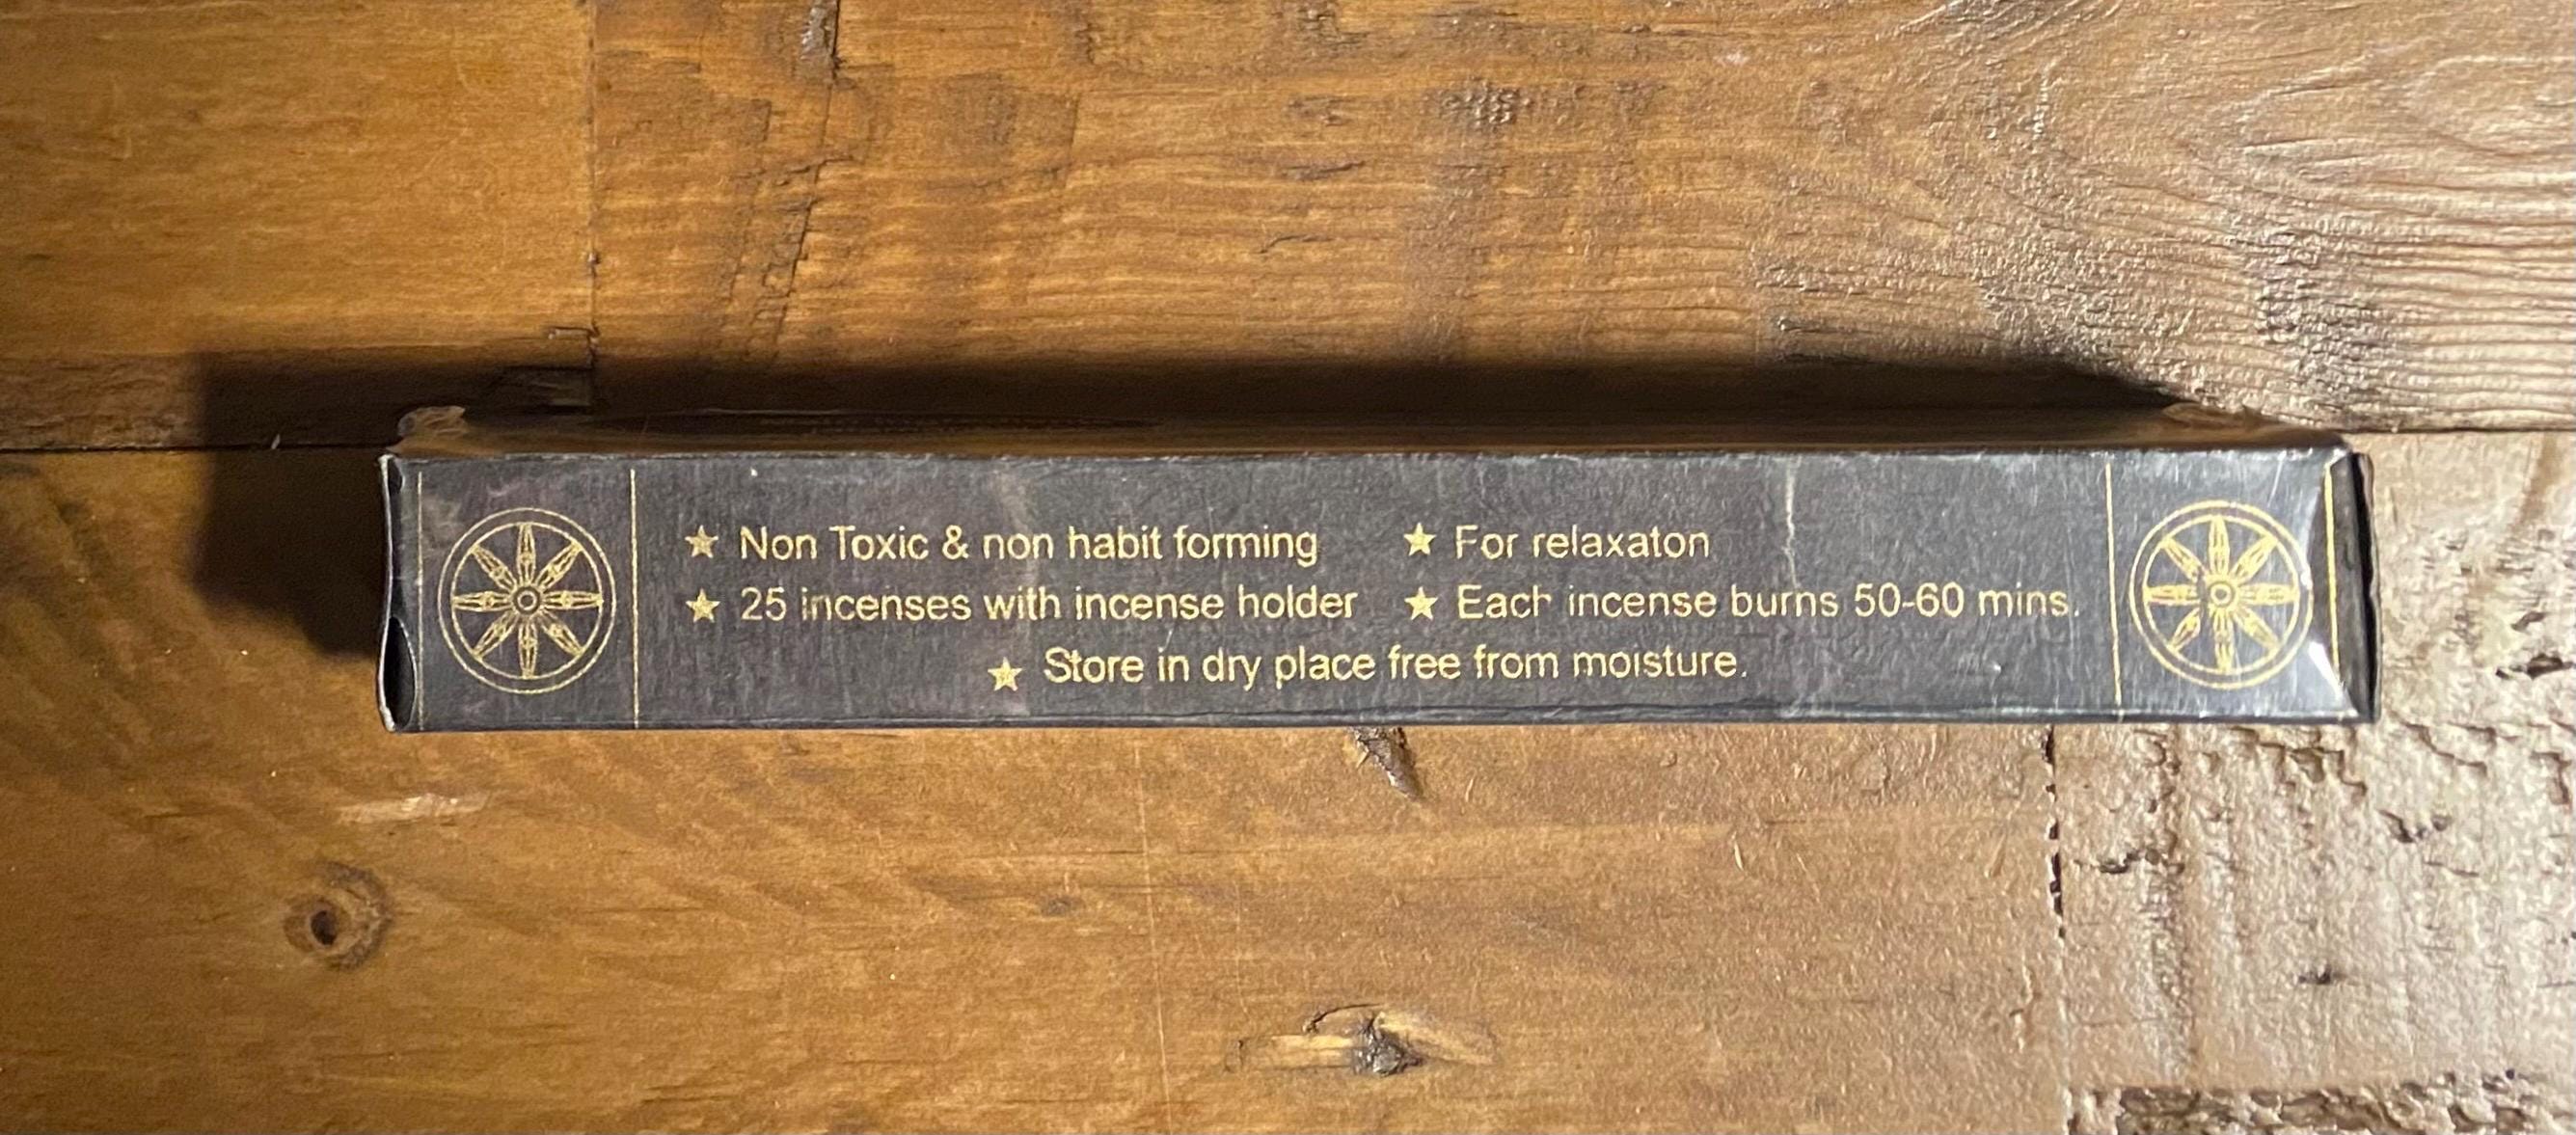 ★ Non Toxic & non habit forming ★ For relaxaton
★ 25 incenses with incense holder ★ Each incense burns 50-60 mins.
★ Store in dry place free from moisture.